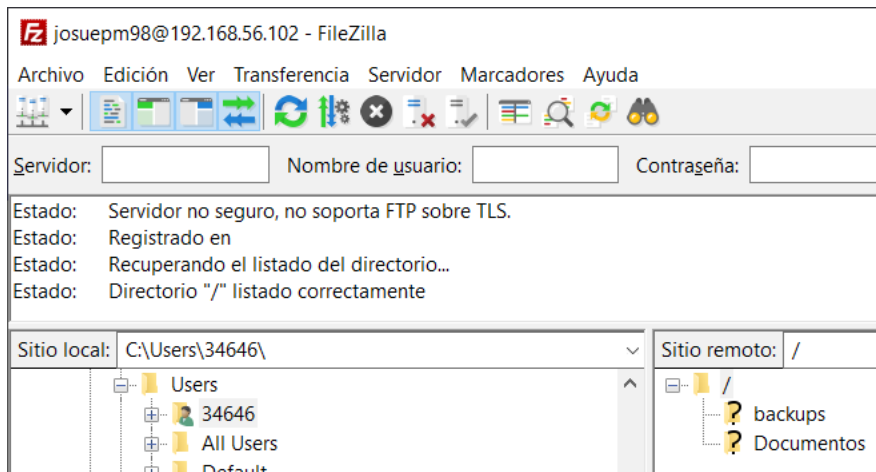 josuepm98@192.168.56.102 - FileZilla
Archivo Edición Ver Transferencia Servidor Marcadores Ayuda
Servidor: Nombre de usuario: Contraseña:
Estado: Servidor no seguro, no soporta FTP sobre TLS.
Estado: Registrado en
Estado: Recuperando el listado del directorio...
Estado: Directorio "/" listado correctamente
Sitio local: C:\Users\34646\ Sitio remoto: /
Users /
34646 backups
All Users Documentos
Default